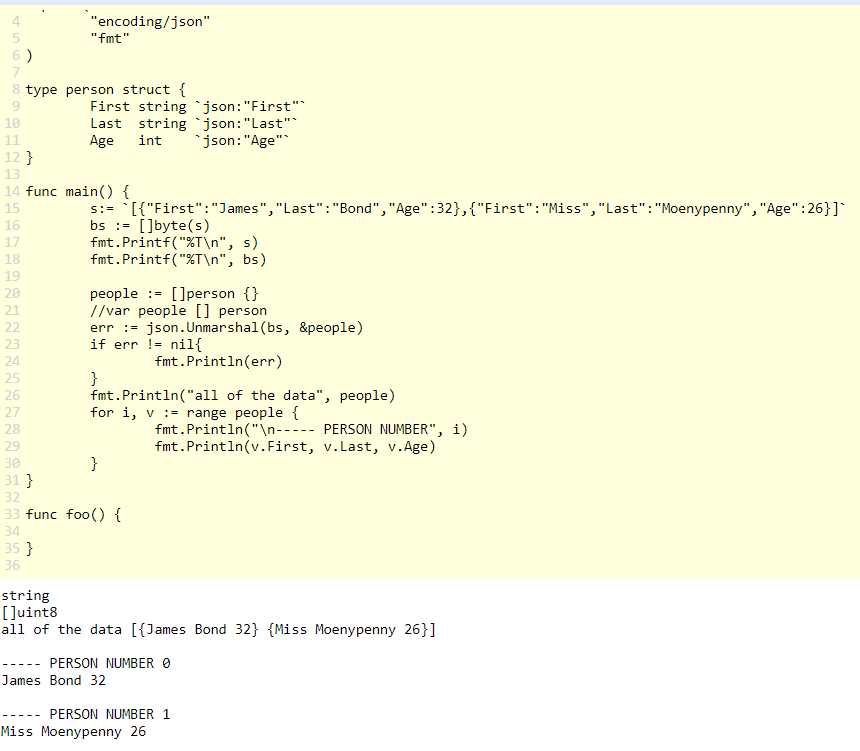 4 "encoding/json"
5 "fmt"
6 )
7
8 type person struct {
9 First string `json:"First"`
10 Last  string `json:"Last"`
11 Age   int    `json:"Age"`
12 }
13
14 func main() {
15 s:= `[{"First":"James","Last":"Bond","Age":32},{"First":"Miss","Last":"Moenypenny","Age":26}]`
16 bs := []byte(s)
17 fmt.Printf("%T\n", s)
18 fmt.Printf("%T\n", bs)
19
20 people := []person {}
21 //var people [] person
22 err := json.Unmarshal(bs, &people)
23 if err != nil{
24 fmt.Println(err)
25 }
26 fmt.Println("all of the data", people)
27 for i, v := range people {
28 fmt.Println("\n----- PERSON NUMBER", i)
29 fmt.Println(v.First, v.Last, v.Age)
30 }
31 }
32
33 func foo() {
34
35 }
36
string
[]uint8
all of the data [{James Bond 32} {Miss Moenypenny 26}]
----- PERSON NUMBER 0
James Bond 32
----- PERSON NUMBER 1
Miss Moenypenny 26